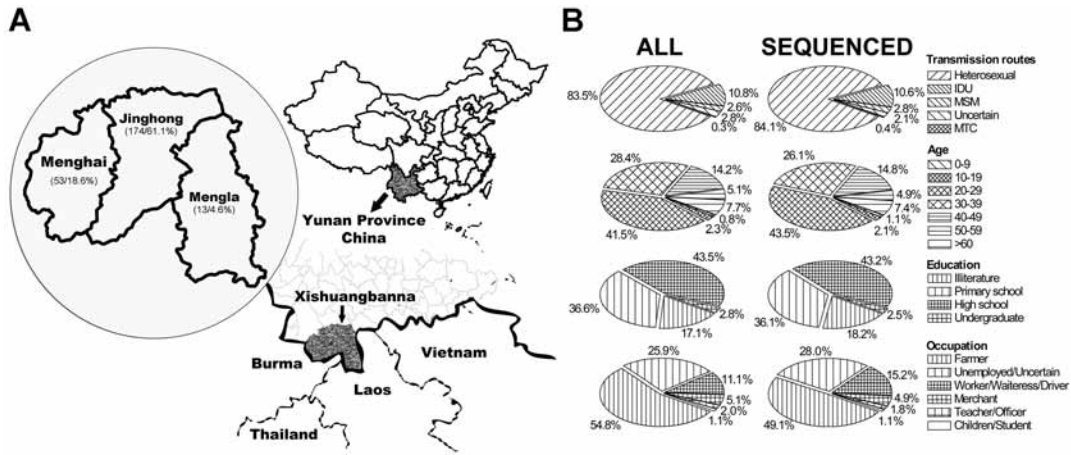 A
Jinghong
(174/61.1%)
Menghai
(53/18.6%)
Mengla
(13/4.6%)
Yunan Province
China
Xishuangbanna
Burma
Vietnam
Laos
Thailand
B
ALL
SEQUENCED
83.5%
10.8%
2.6%
2.8%
0.3%
84.1%
10.6%
2.8%
2.1%
0.4%
Transmission routes
Heterosexual
IDU
MSM
Uncertain
MTC
28.4%
14.2%
5.1%
7.7%
0.8%
2.3%
41.5%
26.1%
14.8%
4.9%
7.4%
1.1%
2.1%
43.5%
Age
0-9
10-19
20-29
30-39
40-49
50-59
>60
43.5%
36.6%
2.8%
17.1%
43.2%
36.1%
2.5%
18.2%
Education
Illiterature
Primary school
High school
Undergraduate
25.9%
11.1%
5.1%
2.0%
1.1%
54.8%
28.0%
15.2%
4.9%
1.8%
1.1%
49.1%
Occupation
Farmer
Unemployed/Uncertain
Worker/Waiteress/Driver
Merchant
Teacher/Officer
Children/Student